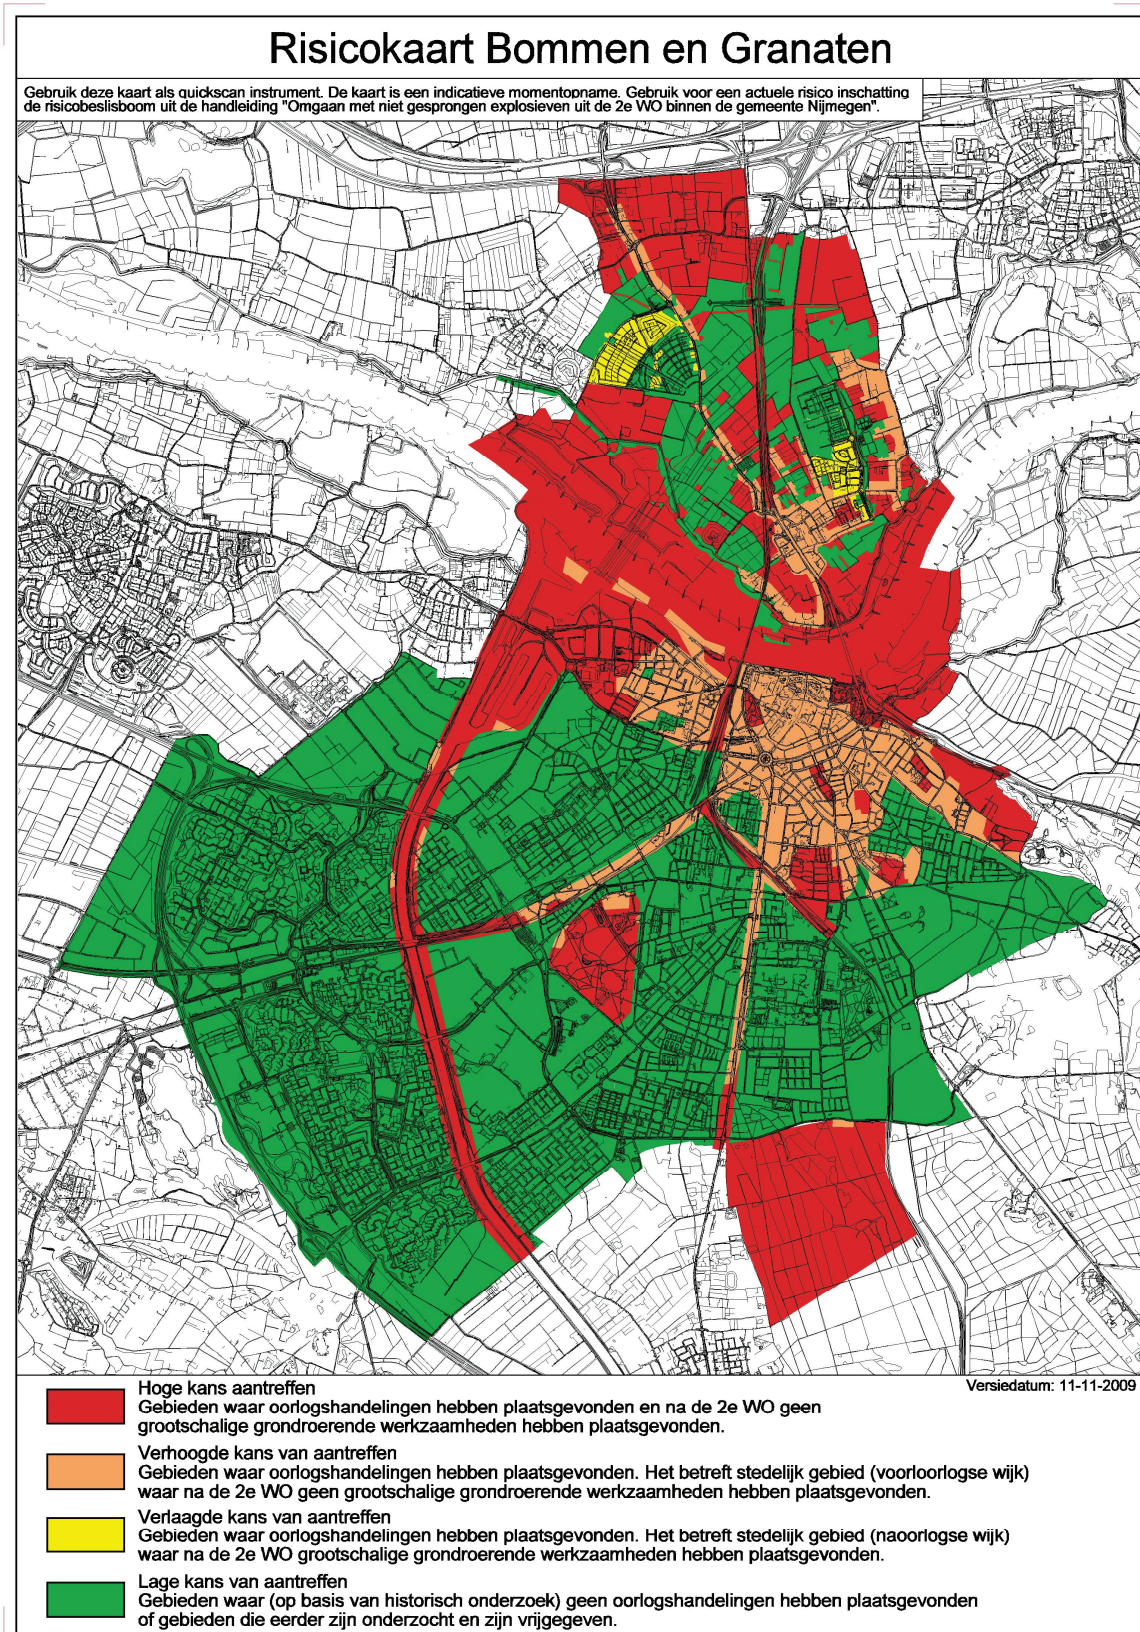 Risicokaart Bommen en Granaten
Gebruik deze kaart als quickscan instrument. De kaart is een indicatieve momentopname. Gebruik voor een actuele risico inschatting
de risicobeslisboom uit de handleiding "Omgaan met niet gesprongen explosieven uit de 2e WO binnen de gemeente Nijmegen".
Versiedatum: 11-11-2009
Hoge kans aantreffen
Gebieden waar oorlogshandelingen hebben plaatsgevonden en na de 2e WO geen
grootschalige grondroerende werkzaamheden hebben plaatsgevonden.
Verhoogde kans van aantreffen
Gebieden waar oorlogshandelingen hebben plaatsgevonden. Het betreft stedelijk gebied (voorloorlogse wijk)
waar na de 2e WO geen grootschalige grondroerende werkzaamheden hebben plaatsgevonden.
Verlaagde kans van aantreffen
Gebieden waar oorlogshandelingen hebben plaatsgevonden. Het betreft stedelijk gebied (naoorlogse wijk)
waar na de 2e WO grootschalige grondroerende werkzaamheden hebben plaatsgevonden.
Lage kans van aantreffen
Gebieden waar (op basis van historisch onderzoek) geen oorlogshandelingen hebben plaatsgevonden
of gebieden die eerder zijn onderzocht en zijn vrijgegeven.